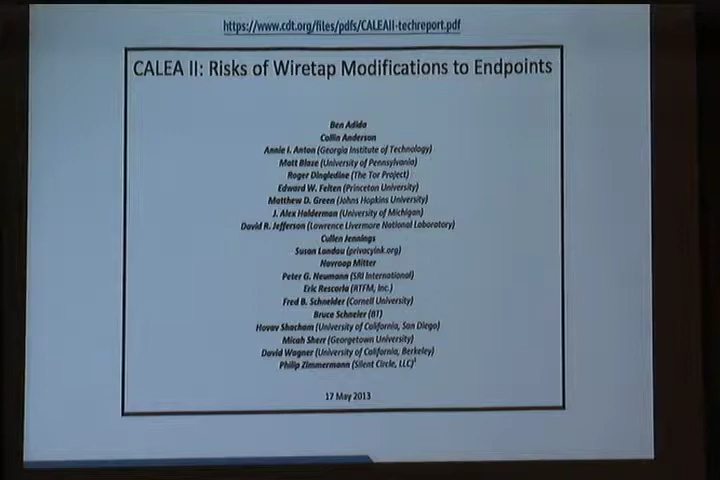 https://www.cdt.org/files/pdfs/CALEAII-techreport.pdf
CALEA II: Risks of Wiretap Modifications to Endpoints
Ben Adida
Collin Anderson
Annie I. Anton (Georgia Institute of Technology)
Matt Blaze (University of Pennsylvania)
Roger Dingledine (The Tor Project)
Edward W. Felten (Princeton University)
Matthew D. Green (Johns Hopkins University)
J. Alex Halderman (University of Michigan)
David R. Jefferson (Lawrence Livermore National Laboratory)
Cullen Jennings
Susan Landau (privacyink.org)
Navroop Mitter
Peter G. Neumann (SRI International)
Eric Rescorla (RTFM, Inc.)
Fred B. Schneider (Cornell University)
Bruce Schneier (BT)
Hovav Shacham (University of California, San Diego)
Micah Sherr (Georgetown University)
David Wagner (University of California, Berkeley)
Philip Zimmermann (Silent Circle, LLC)¹
17 May 2013